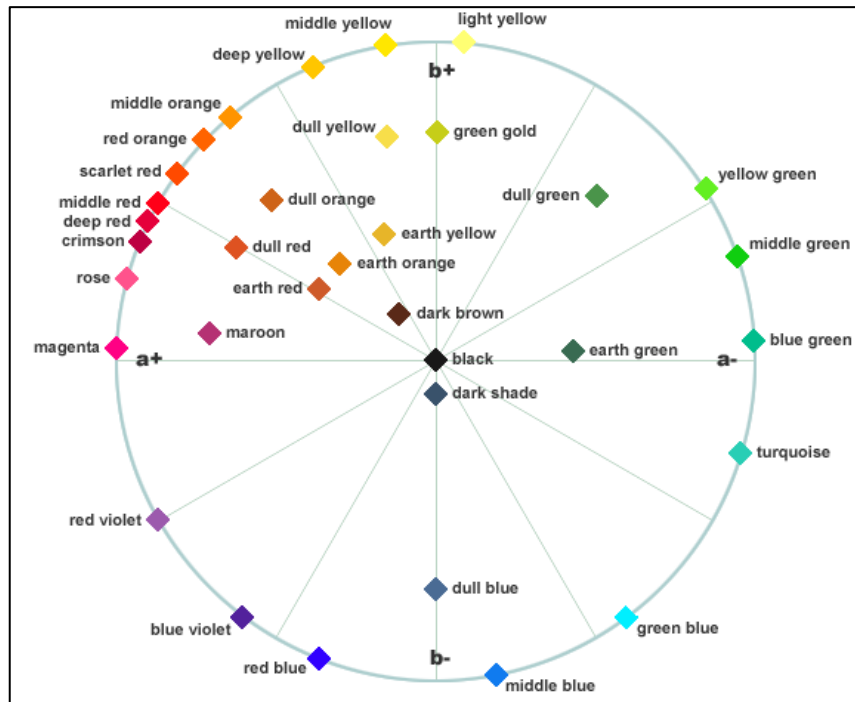 middle yellow
light yellow
deep yellow
b+
middle orange
dull yellow
green gold
red orange
scarlet red
yellow green
dull orange
dull green
middle red
deep red
crimson
dull red
earth yellow
middle green
earth orange
rose
earth red
dark brown
maroon
blue green
magenta
a+
black
earth green
a-
dark shade
turquoise
red violet
dull blue
blue violet
green blue
b-
red blue
middle blue